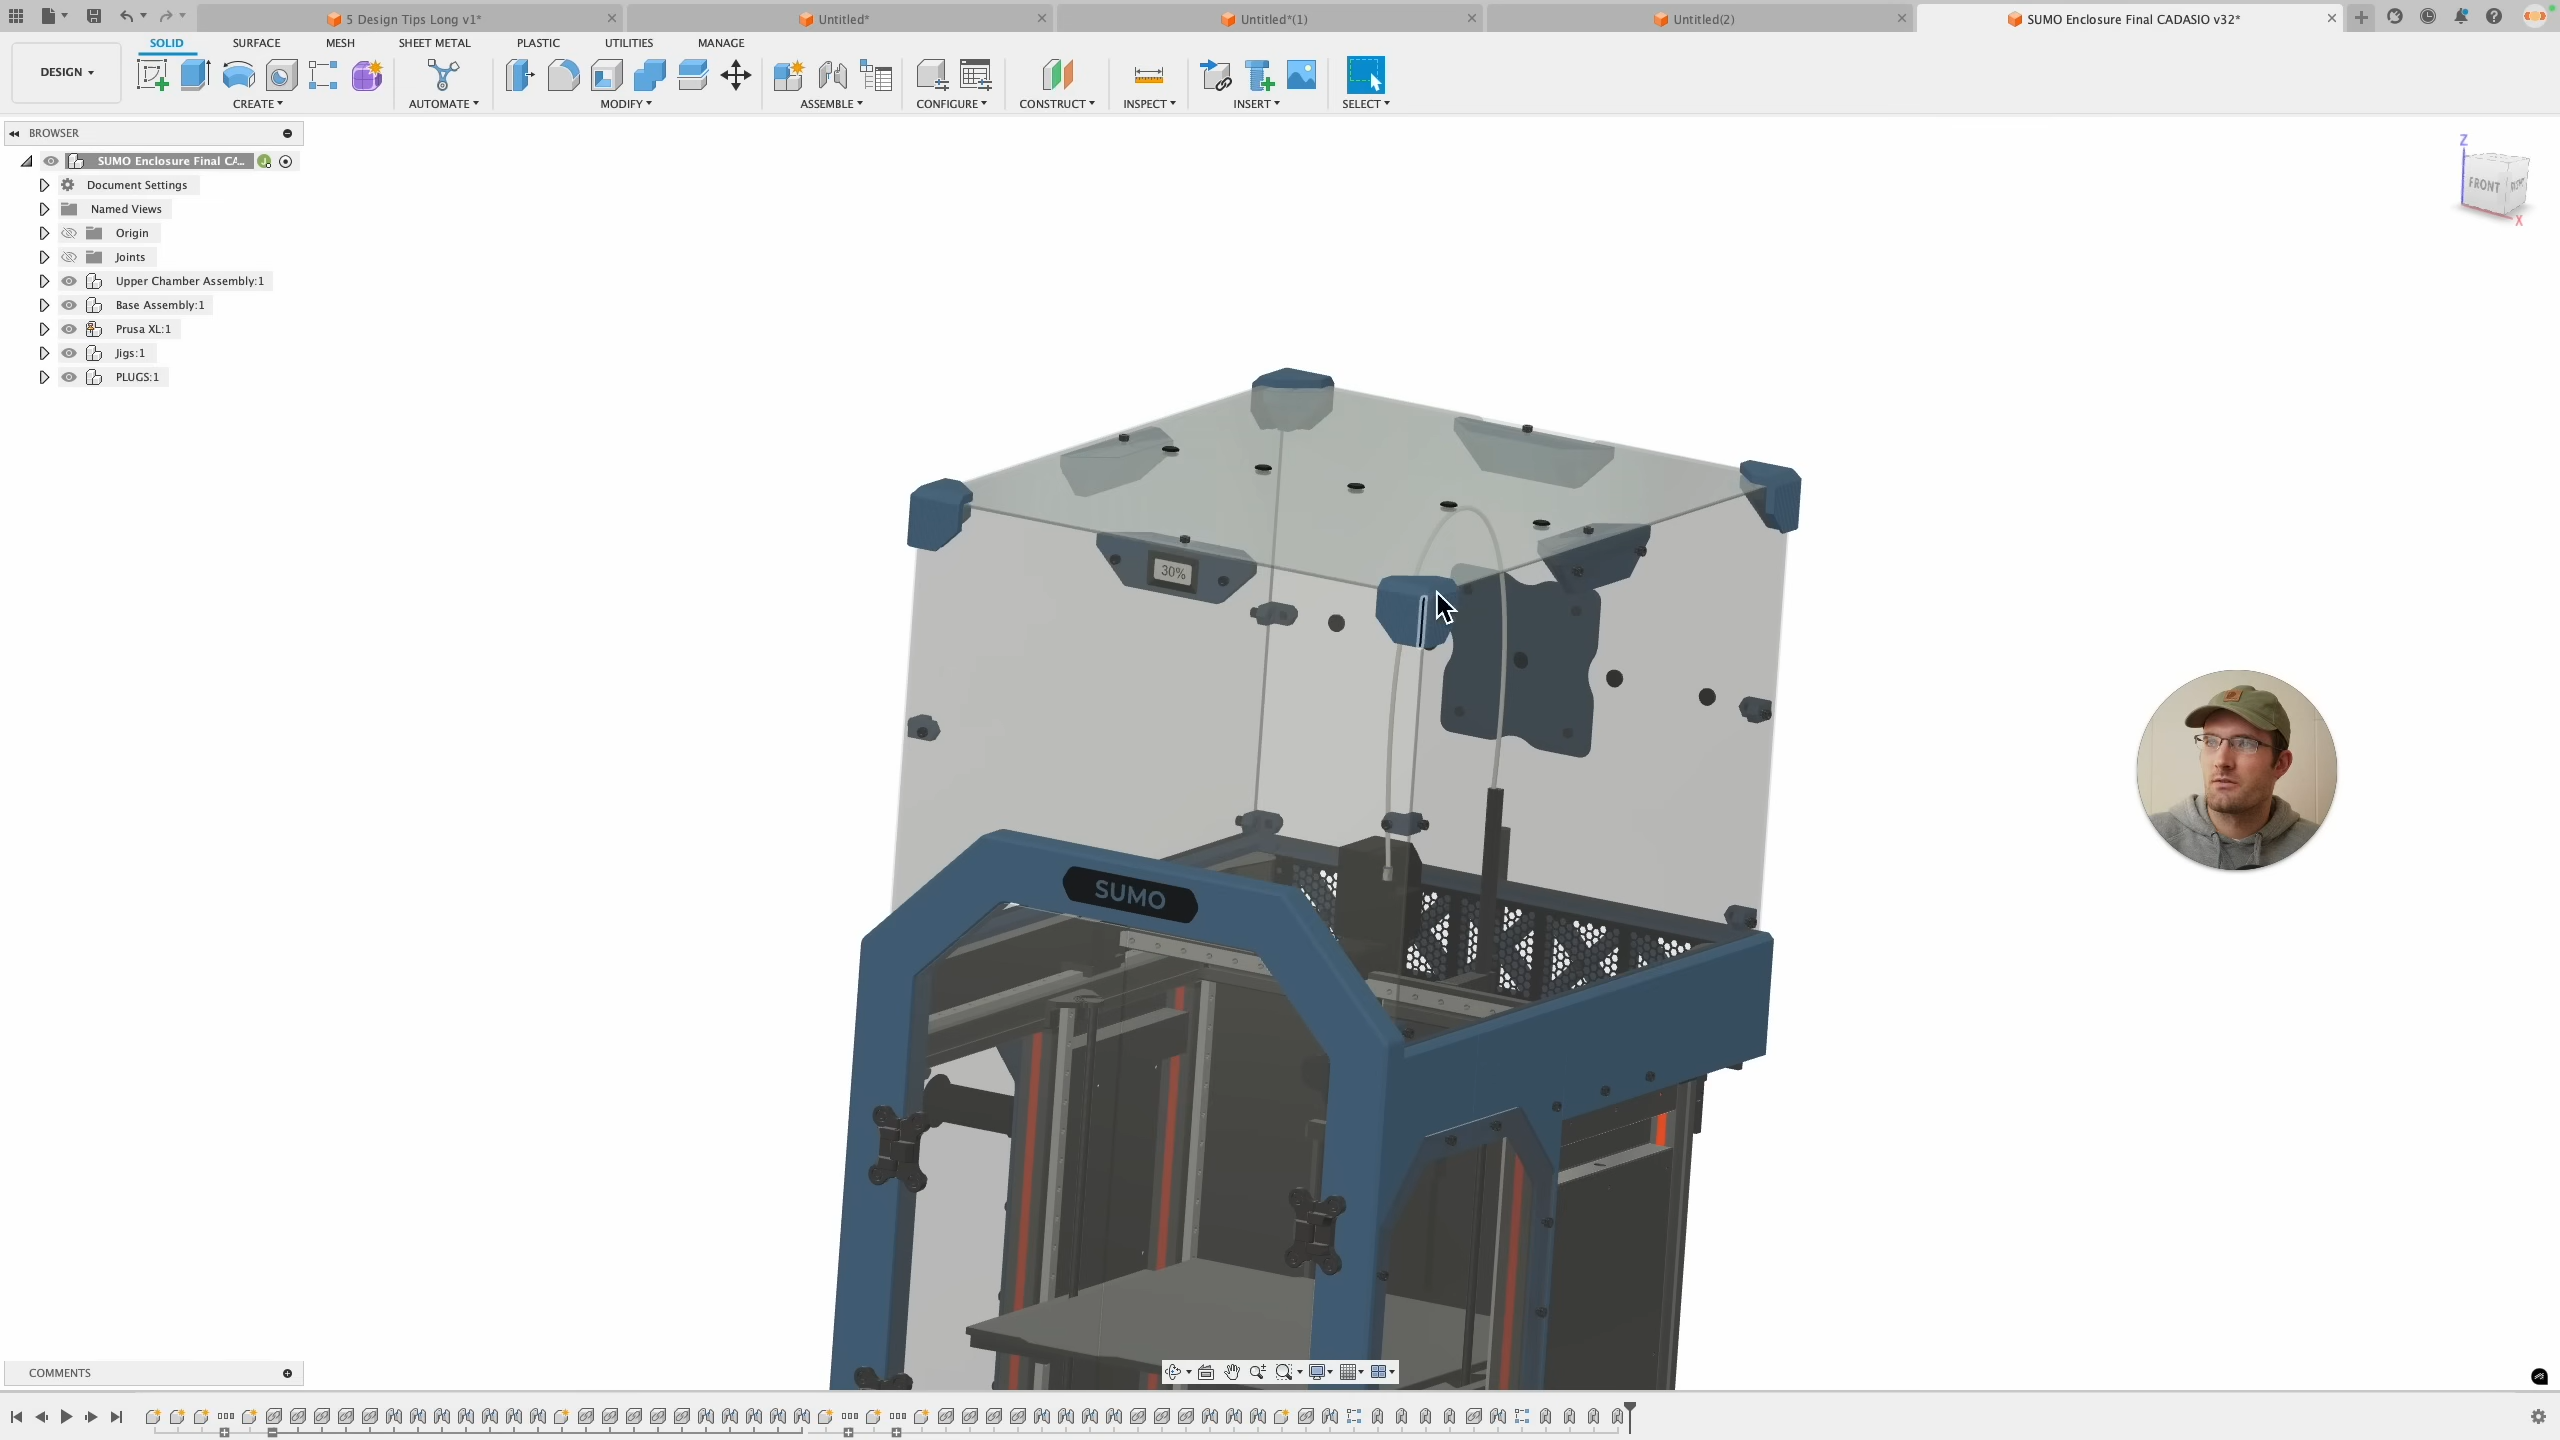 5 Design Tips Long v1*
Untitled*
Untitled*(1)
Untitled(2)
SUMO Enclosure Final CADASIO v32*
DESIGN
SOLID
SURFACE
MESH
SHEET METAL
PLASTIC
UTILITIES
MANAGE
CREATE
AUTOMATE
MODIFY
ASSEMBLE
CONFIGURE
CONSTRUCT
INSPECT
INSERT
SELECT
BROWSER
SUMO Enclosure Final CA...
Document Settings
Named Views
Origin
Joints
Upper Chamber Assembly:1
Base Assembly:1
Prusa XL:1
Jigs:1
PLUGS:1
Z
FRONT
RIGHT
X
30%
SUMO
COMMENTS